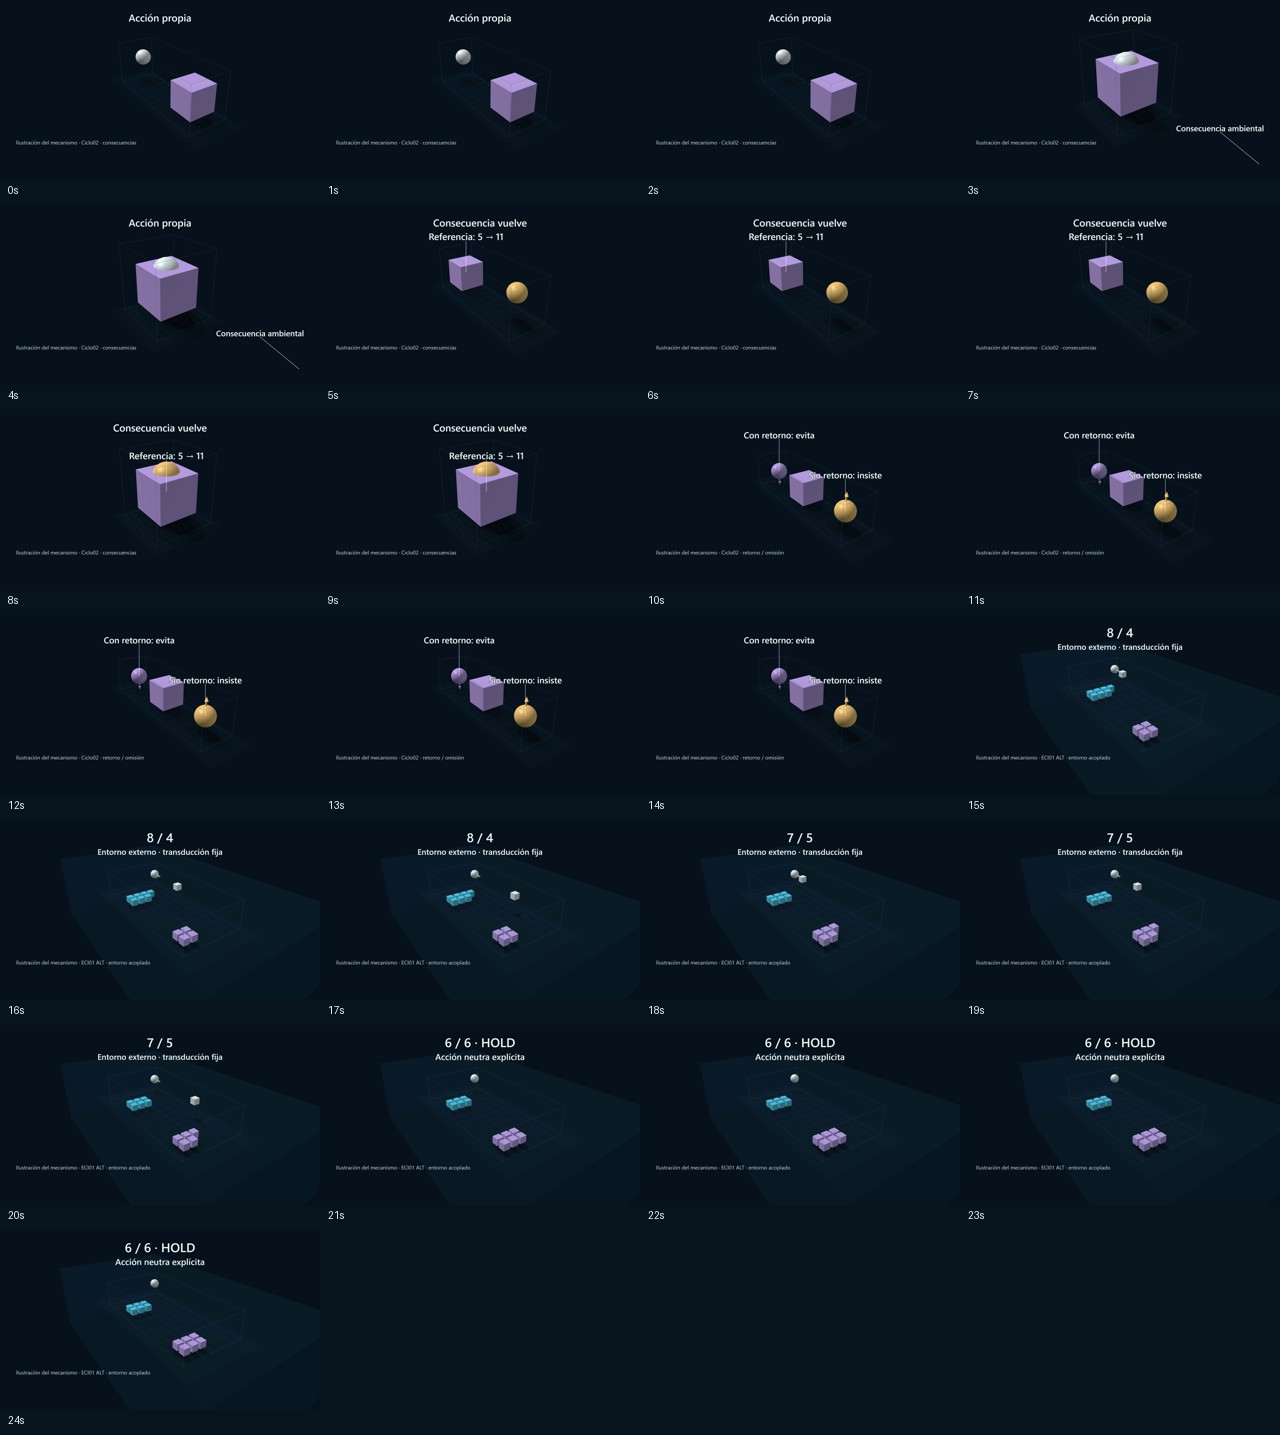 Acción propia
Acción propia
Acción propia
Acción propia
Consecuencia ambiental
Ilustración del mecanismo · Ciclo02 · consecuencias
Ilustración del mecanismo · Ciclo02 · consecuencias
Ilustración del mecanismo · Ciclo02 · consecuencias
Ilustración del mecanismo · Ciclo02 · consecuencias
0s
1s
2s
3s
Acción propia
Consecuencia vuelve
Consecuencia vuelve
Consecuencia vuelve
Referencia: 5 → 11
Referencia: 5 → 11
Referencia: 5 → 11
Consecuencia ambiental
Ilustración del mecanismo · Ciclo02 · consecuencias
Ilustración del mecanismo · Ciclo02 · consecuencias
Ilustración del mecanismo · Ciclo02 · consecuencias
Ilustración del mecanismo · Ciclo02 · consecuencias
4s
5s
6s
7s
Consecuencia vuelve
Consecuencia vuelve
Con retorno: evita
Con retorno: evita
Referencia: 5 → 11
Referencia: 5 → 11
Sin retorno: insiste
Sin retorno: insiste
Ilustración del mecanismo · Ciclo02 · consecuencias
Ilustración del mecanismo · Ciclo02 · consecuencias
Ilustración del mecanismo · Ciclo02 · retorno / omisión
Ilustración del mecanismo · Ciclo02 · retorno / omisión
8s
9s
10s
11s
Con retorno: evita
Con retorno: evita
Con retorno: evita
8 / 4
Entorno externo · transducción fija
Sin retorno: insiste
Sin retorno: insiste
Sin retorno: insiste
Ilustración del mecanismo · Ciclo02 · retorno / omisión
Ilustración del mecanismo · Ciclo02 · retorno / omisión
Ilustración del mecanismo · Ciclo02 · retorno / omisión
Ilustración del mecanismo · ECI01 ALT · entorno acoplado
12s
13s
14s
15s
8 / 4
8 / 4
7 / 5
7 / 5
Entorno externo · transducción fija
Entorno externo · transducción fija
Entorno externo · transducción fija
Entorno externo · transducción fija
Ilustración del mecanismo · ECI01 ALT · entorno acoplado
Ilustración del mecanismo · ECI01 ALT · entorno acoplado
Ilustración del mecanismo · ECI01 ALT · entorno acoplado
Ilustración del mecanismo · ECI01 ALT · entorno acoplado
16s
17s
18s
19s
7 / 5
6 / 6 · HOLD
6 / 6 · HOLD
6 / 6 · HOLD
Entorno externo · transducción fija
Acción neutra explícita
Acción neutra explícita
Acción neutra explícita
Ilustración del mecanismo · ECI01 ALT · entorno acoplado
Ilustración del mecanismo · ECI01 ALT · entorno acoplado
Ilustración del mecanismo · ECI01 ALT · entorno acoplado
Ilustración del mecanismo · ECI01 ALT · entorno acoplado
20s
21s
22s
23s
6 / 6 · HOLD
Acción neutra explícita
Ilustración del mecanismo · ECI01 ALT · entorno acoplado
24s